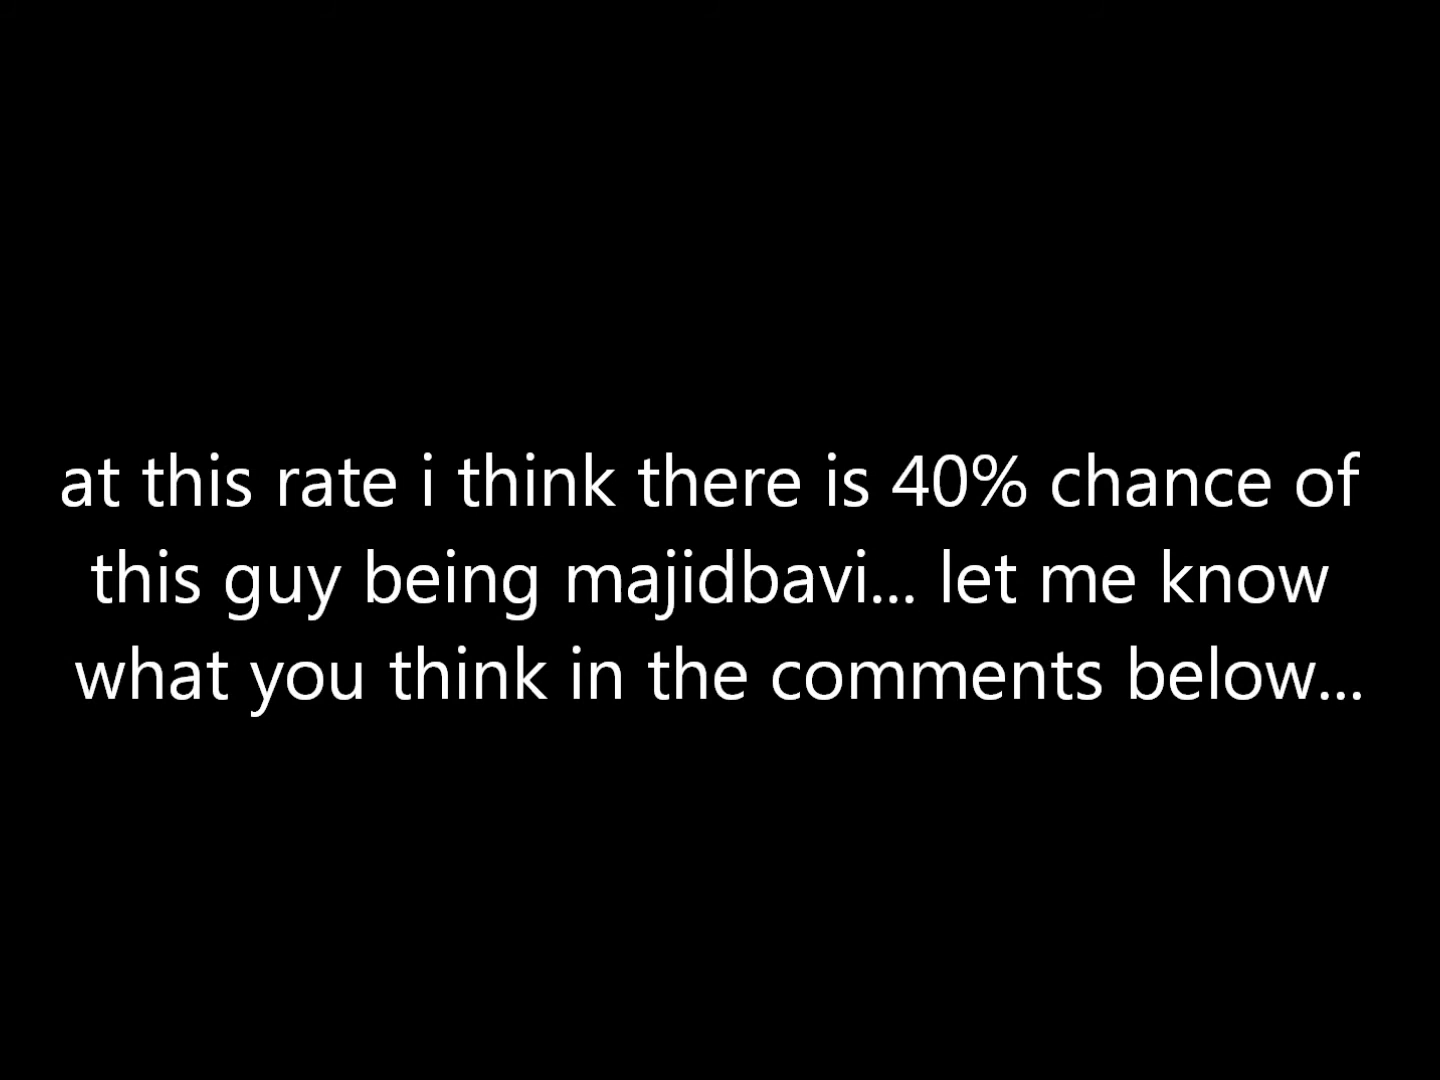 at this rate i think there is 40% chance of
this guy being majidbavi... let me know
what you think in the comments below...